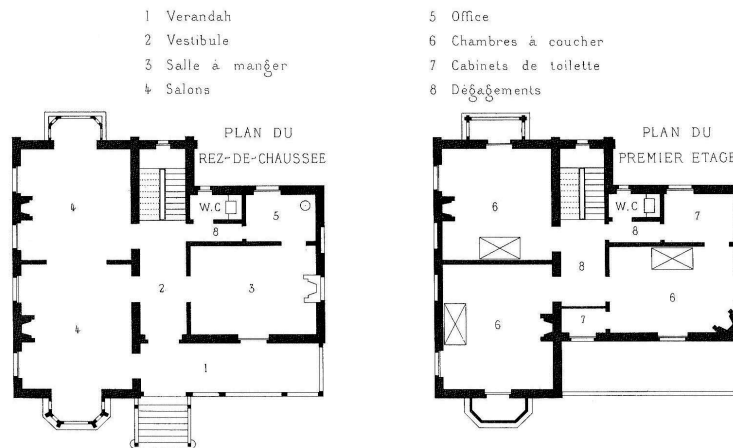 1 Verandah
2 Vestibule
3 Salle à manger
4 Salons
5 Office
6 Chambres à coucher
7 Cabinets de toilette
8 Dégagements
PLAN DU
REZ-DE-CHAUSSEE
4
W.C
5
8
2
3
4
1
PLAN DU
PREMIER ETAGE
6
W.C
7
8
8
6
6
7